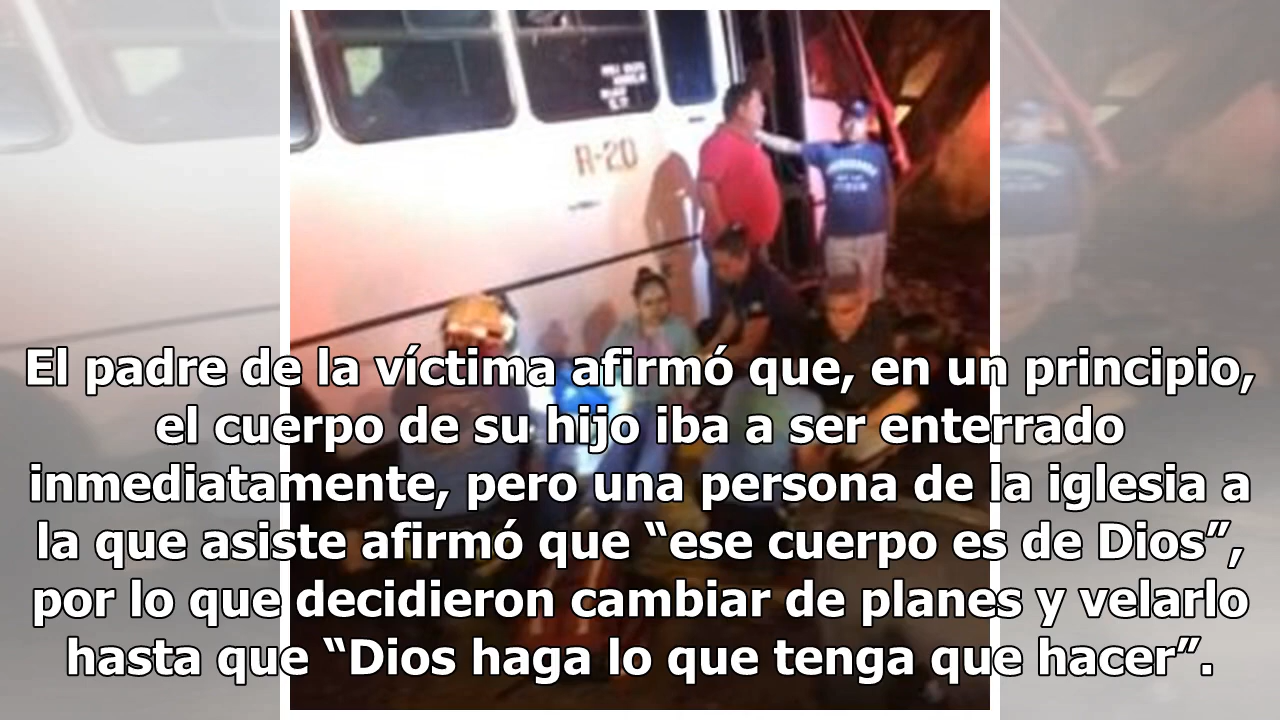 R-20
El padre de la víctima afirmó que, en un principio,
el cuerpo de su hijo iba a ser enterrado
inmediatamente, pero una persona de la iglesia a
la que asiste afirmó que “ese cuerpo es de Dios”,
por lo que decidieron cambiar de planes y velarlo
hasta que “Dios haga lo que tenga que hacer”.